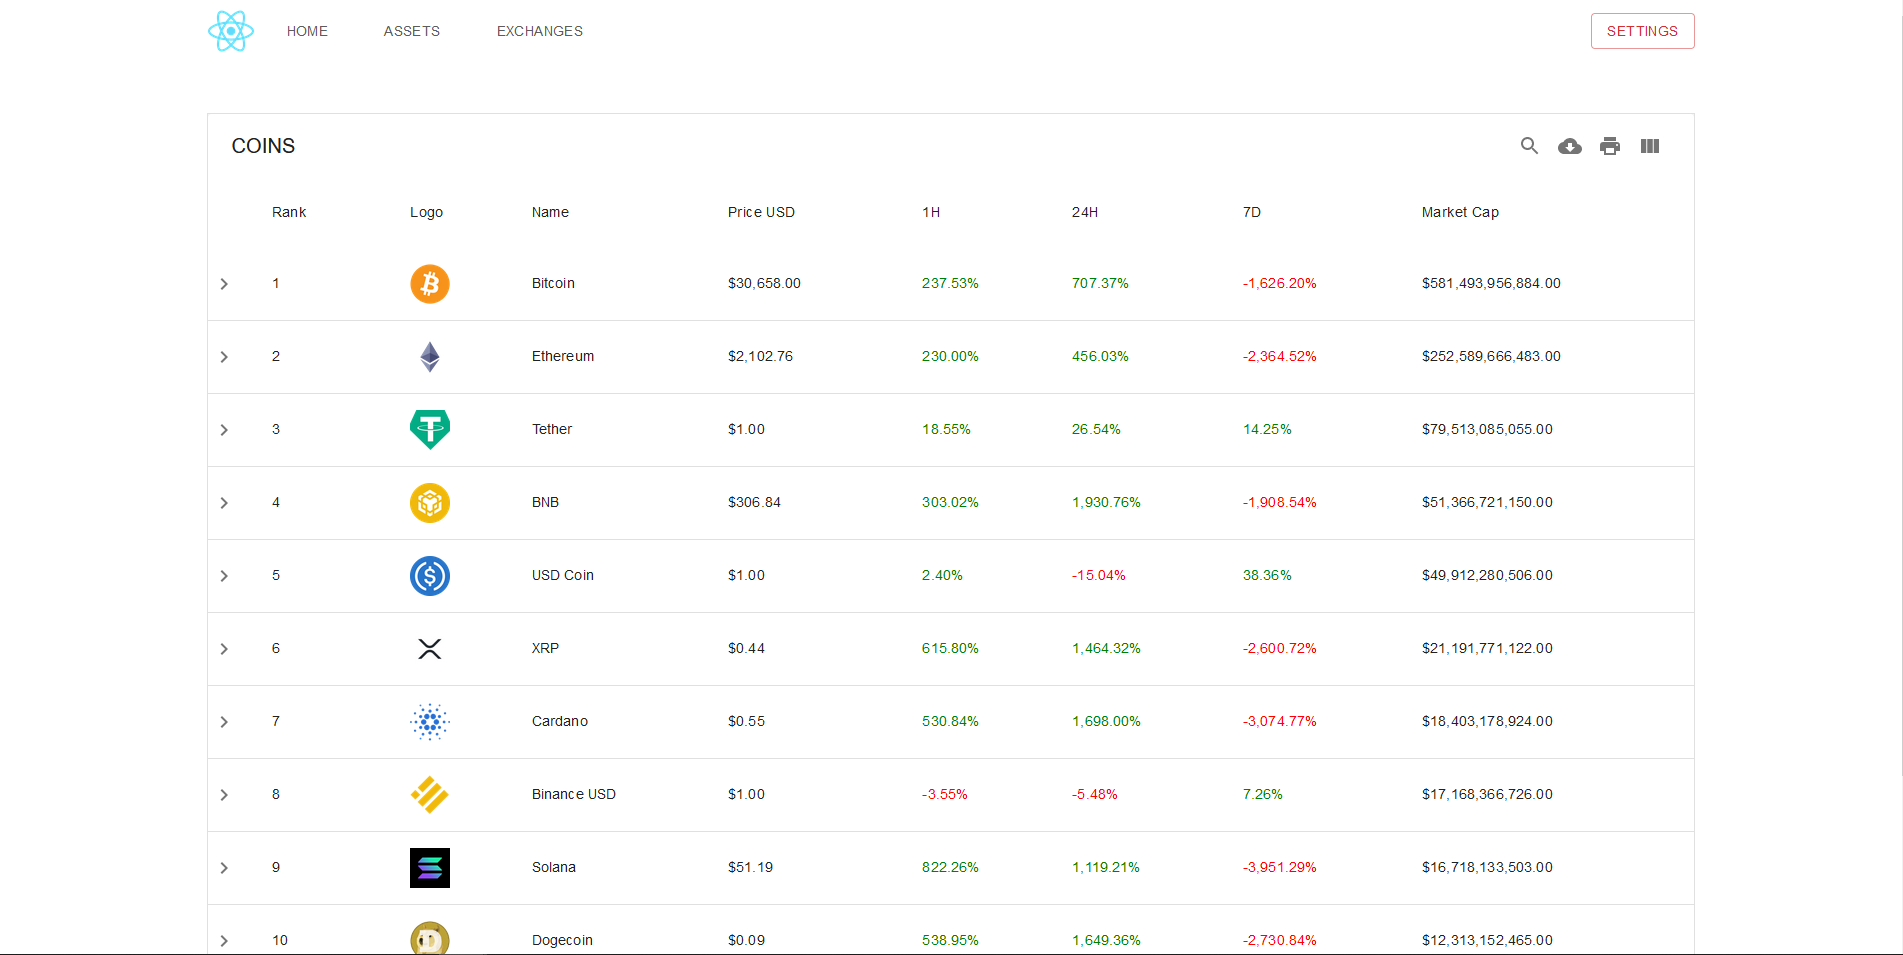 HOME ASSETS EXCHANGES SETTINGS
COINS
Rank Logo Name Price USD 1H 24H 7D Market Cap
1 Bitcoin $30,658.00 237.53% 707.37% -1,626.20% $581,493,956,884.00
2 Ethereum $2,102.76 230.00% 456.03% -2,364.52% $252,589,666,483.00
3 Tether $1.00 18.55% 26.54% 14.25% $79,513,085,055.00
4 BNB $306.84 303.02% 1,930.76% -1,908.54% $51,366,721,150.00
5 USD Coin $1.00 2.40% -15.04% 38.36% $49,912,280,506.00
6 XRP $0.44 615.80% 1,464.32% -2,600.72% $21,191,771,122.00
7 Cardano $0.55 530.84% 1,698.00% -3,074.77% $18,403,178,924.00
8 Binance USD $1.00 -3.55% -5.48% 7.26% $17,168,366,726.00
9 Solana $51.19 822.26% 1,119.21% -3,951.29% $16,718,133,503.00
10 Dogecoin $0.09 538.95% 1,649.36% -2,730.84% $12,313,152,465.00